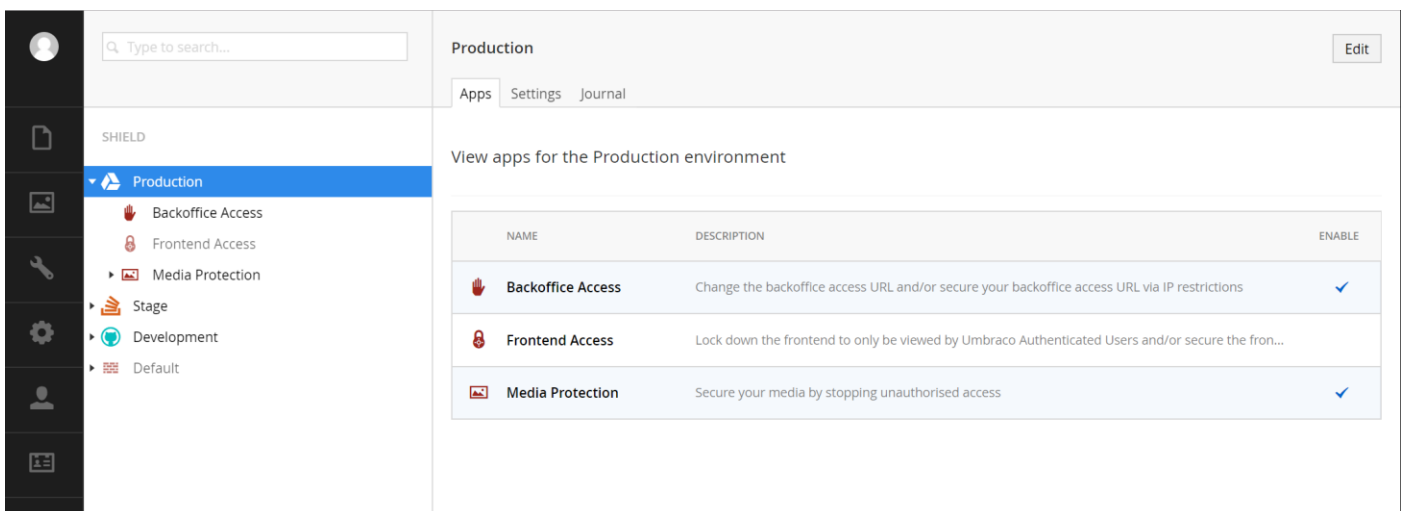 Type to search...
Production
Edit
Apps Settings Journal
SHIELD
Production
Backoffice Access
Frontend Access
Media Protection
Stage
Development
Default
View apps for the Production environment
NAME DESCRIPTION ENABLE
Backoffice Access Change the backoffice access URL and/or secure your backoffice access URL via IP restrictions
Frontend Access Lock down the frontend to only be viewed by Umbraco Authenticated Users and/or secure the fron...
Media Protection Secure your media by stopping unauthorised access